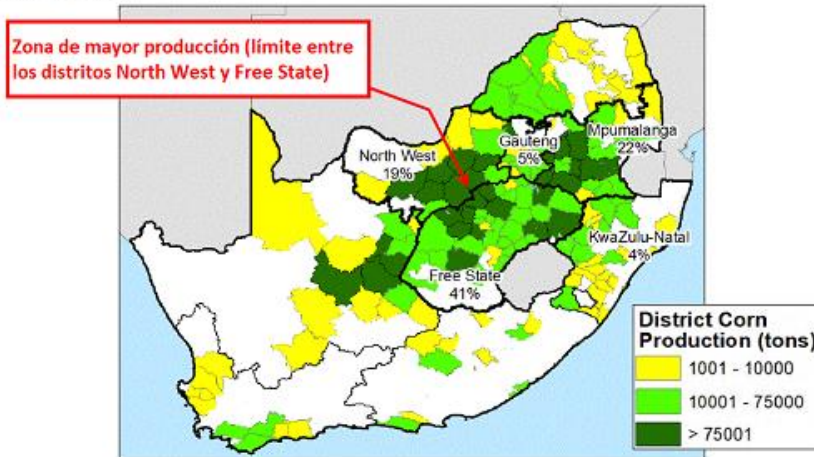 Zona de mayor producción (límite entre
los distritos North West y Free State)
Mpumalanga
22%
Gauteng
5%
North West
19%
KwaZulu-Natal
4%
Free State
41%
District Corn
Production (tons)
1001 - 10000
10001 - 75000
> 75001